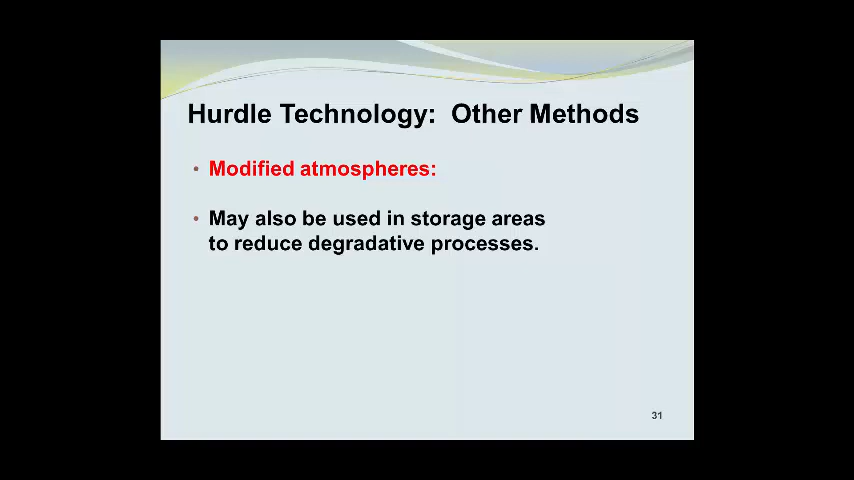 Hurdle Technology:  Other Methods
• Modified atmospheres:
• May also be used in storage areas
to reduce degradative processes.
31